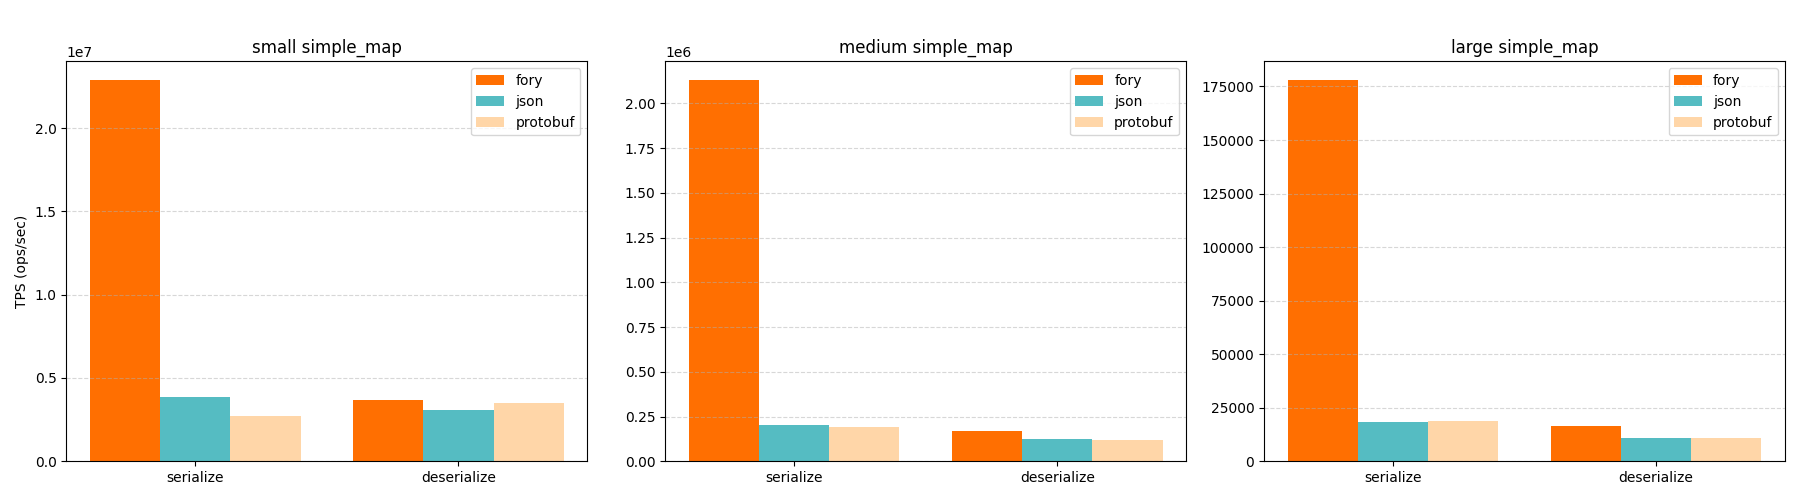 small simple_map
1e7
TPS (ops/sec)
2.0
1.5
1.0
0.5
0.0
serialize
deserialize
fory
json
protobuf
medium simple_map
1e6
2.00
1.75
1.50
1.25
1.00
0.75
0.50
0.25
0.00
serialize
deserialize
fory
json
protobuf
large simple_map
175000
150000
125000
100000
75000
50000
25000
0
serialize
deserialize
fory
json
protobuf